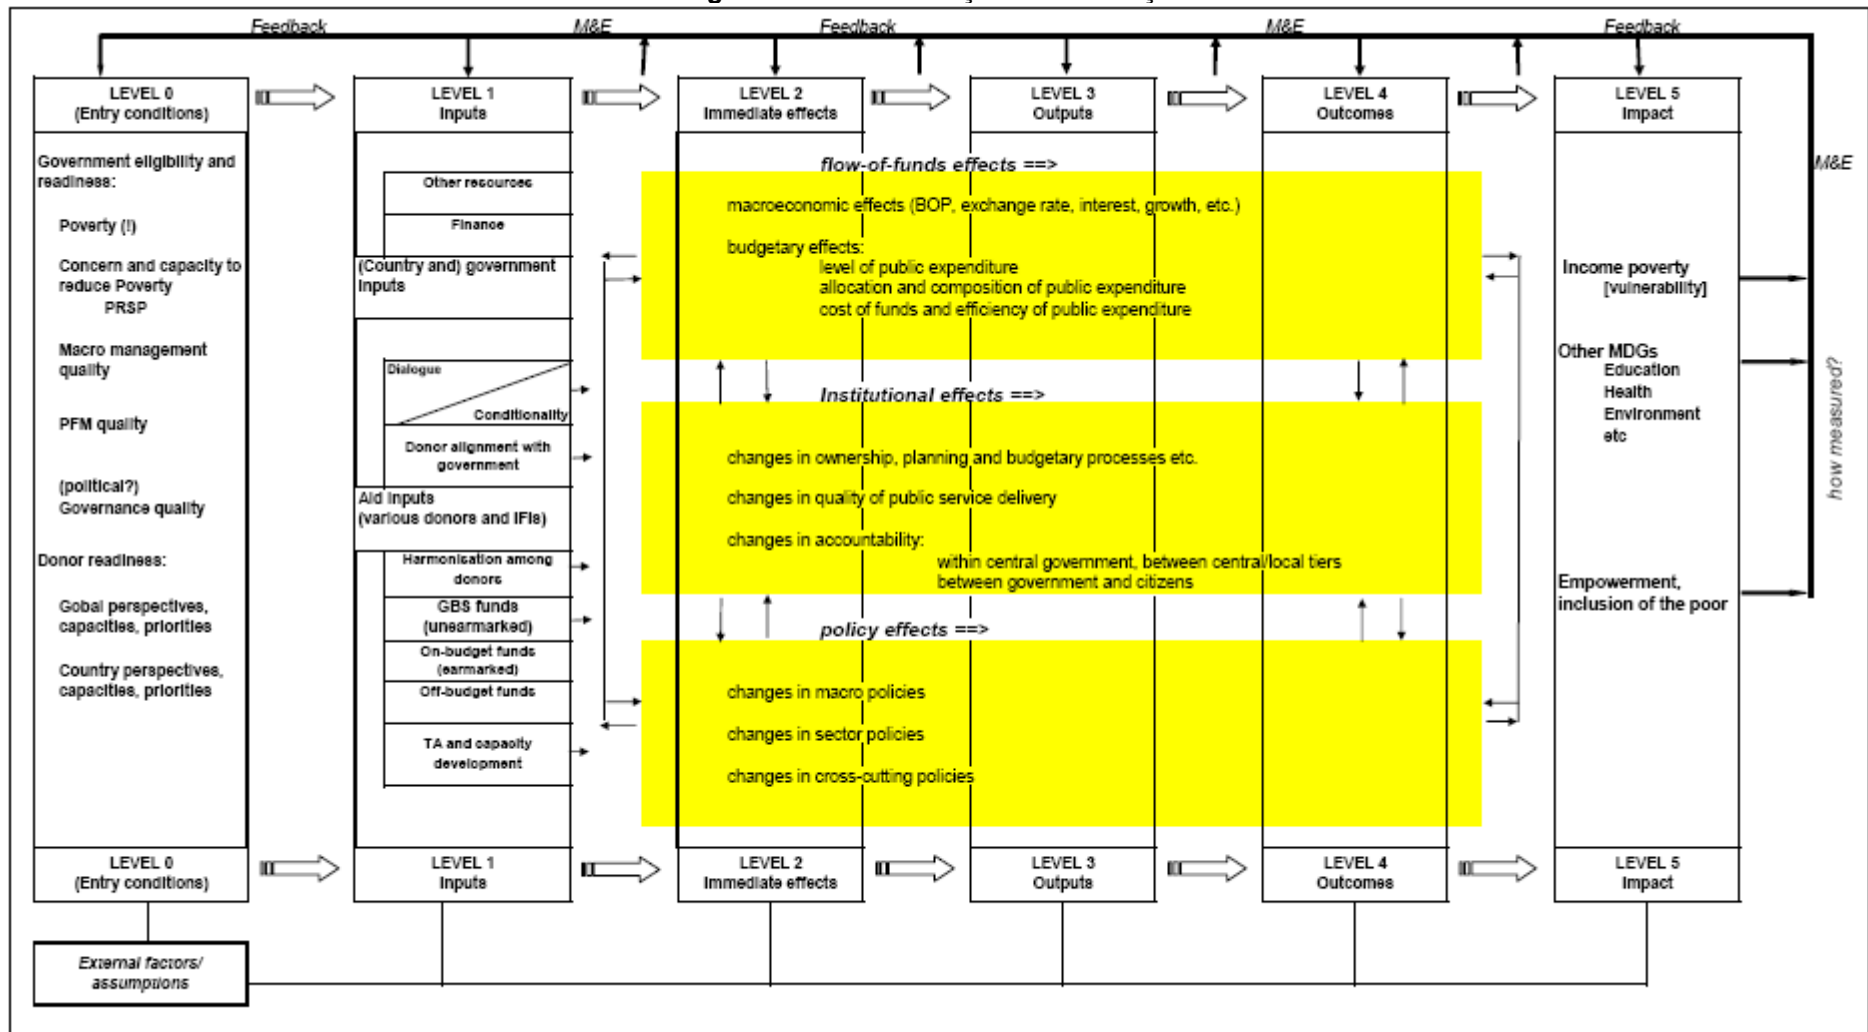 Feedback
M&E
Feedback
M&E
Feedback
LEVEL 0
(Entry conditions)
LEVEL 1
Inputs
LEVEL 2
Immediate effects
LEVEL 3
Outputs
LEVEL 4
Outcomes
LEVEL 5
Impact
M&E
how measured?
Government eligibility and
readiness:
Poverty (!)
Concern and capacity to
reduce Poverty
PRSP
Macro management
quality
PFM quality
(political?)
Governance quality
Donor readiness:
Gobal perspectives,
capacities, priorities
Country perspectives,
capacities, priorities
Other resources
Finance
(Country and) government
Inputs
Dialogue
Conditionality
Donor alignment with
government
Aid Inputs
(various donors and IFIs)
Harmonisation among
donors
GBS funds
(unearmarked)
On-budget funds
(earmarked)
Off-budget funds
TA and capacity
development
flow-of-funds effects ==>
macroeconomic effects (BOP, exchange rate, interest, growth, etc.)
budgetary effects:
level of public expenditure
allocation and composition of public expenditure
cost of funds and efficiency of public expenditure
Institutional effects ==>
changes in ownership, planning and budgetary processes etc.
changes in quality of public service delivery
changes in accountability:
within central government, between central/local tiers
between government and citizens
policy effects ==>
changes in macro policies
changes in sector policies
changes in cross-cutting policies
Income poverty
[vulnerability]
Other MDGs
Education
Health
Environment
etc
Empowerment,
inclusion of the poor
LEVEL 0
(Entry conditions)
LEVEL 1
Inputs
LEVEL 2
Immediate effects
LEVEL 3
Outputs
LEVEL 4
Outcomes
LEVEL 5
Impact
External factors/
assumptions